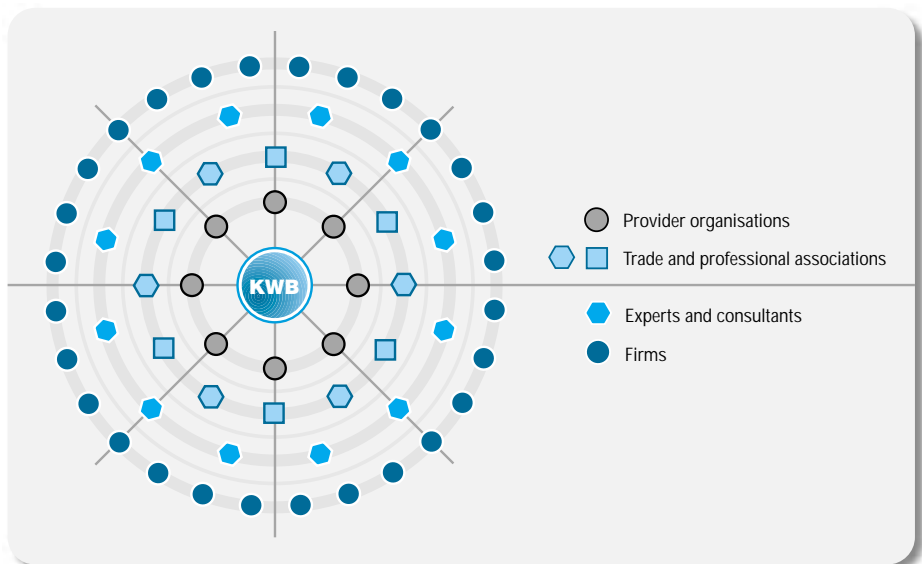 KWB
Provider organisations
Trade and professional associations
Experts and consultants
Firms